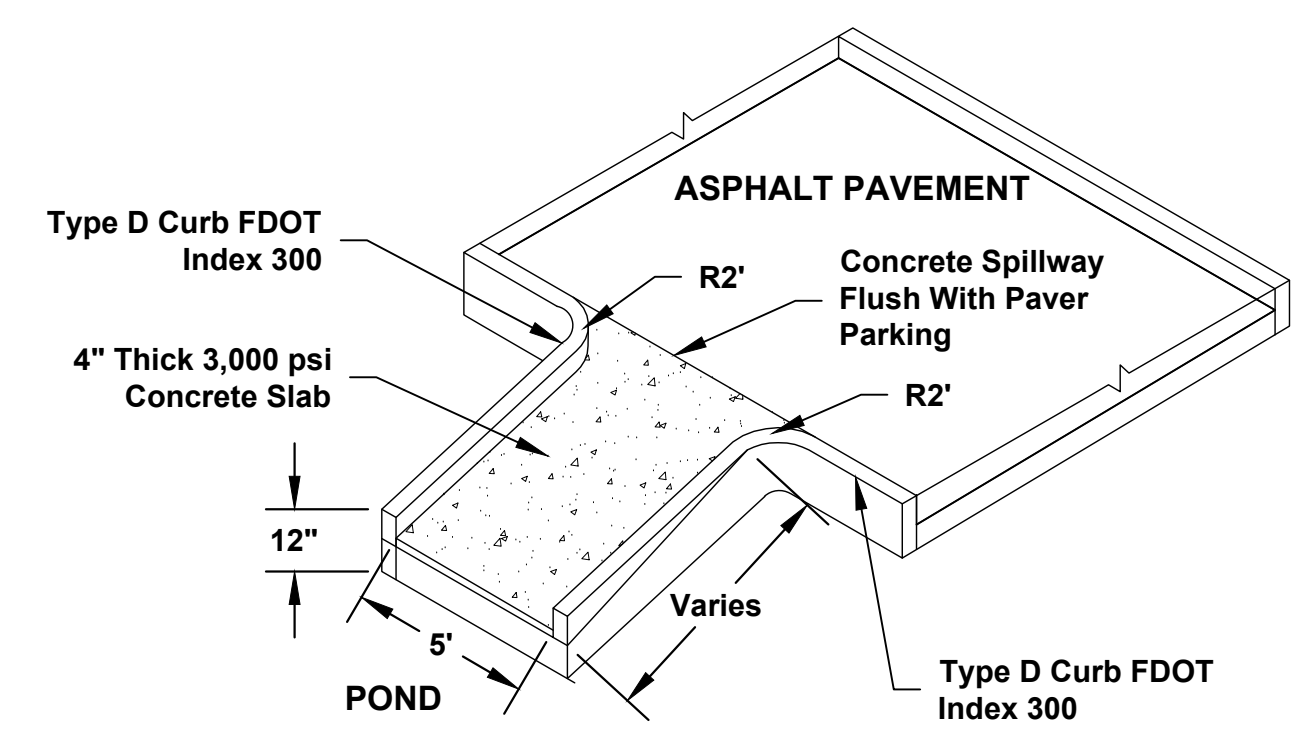 ASPHALT PAVEMENT
Type D Curb FDOT
Index 300
R2'
Concrete Spillway
Flush With Paver
Parking
4" Thick 3,000 psi
Concrete Slab
R2'
12"
Varies
5'
POND
Type D Curb FDOT
Index 300